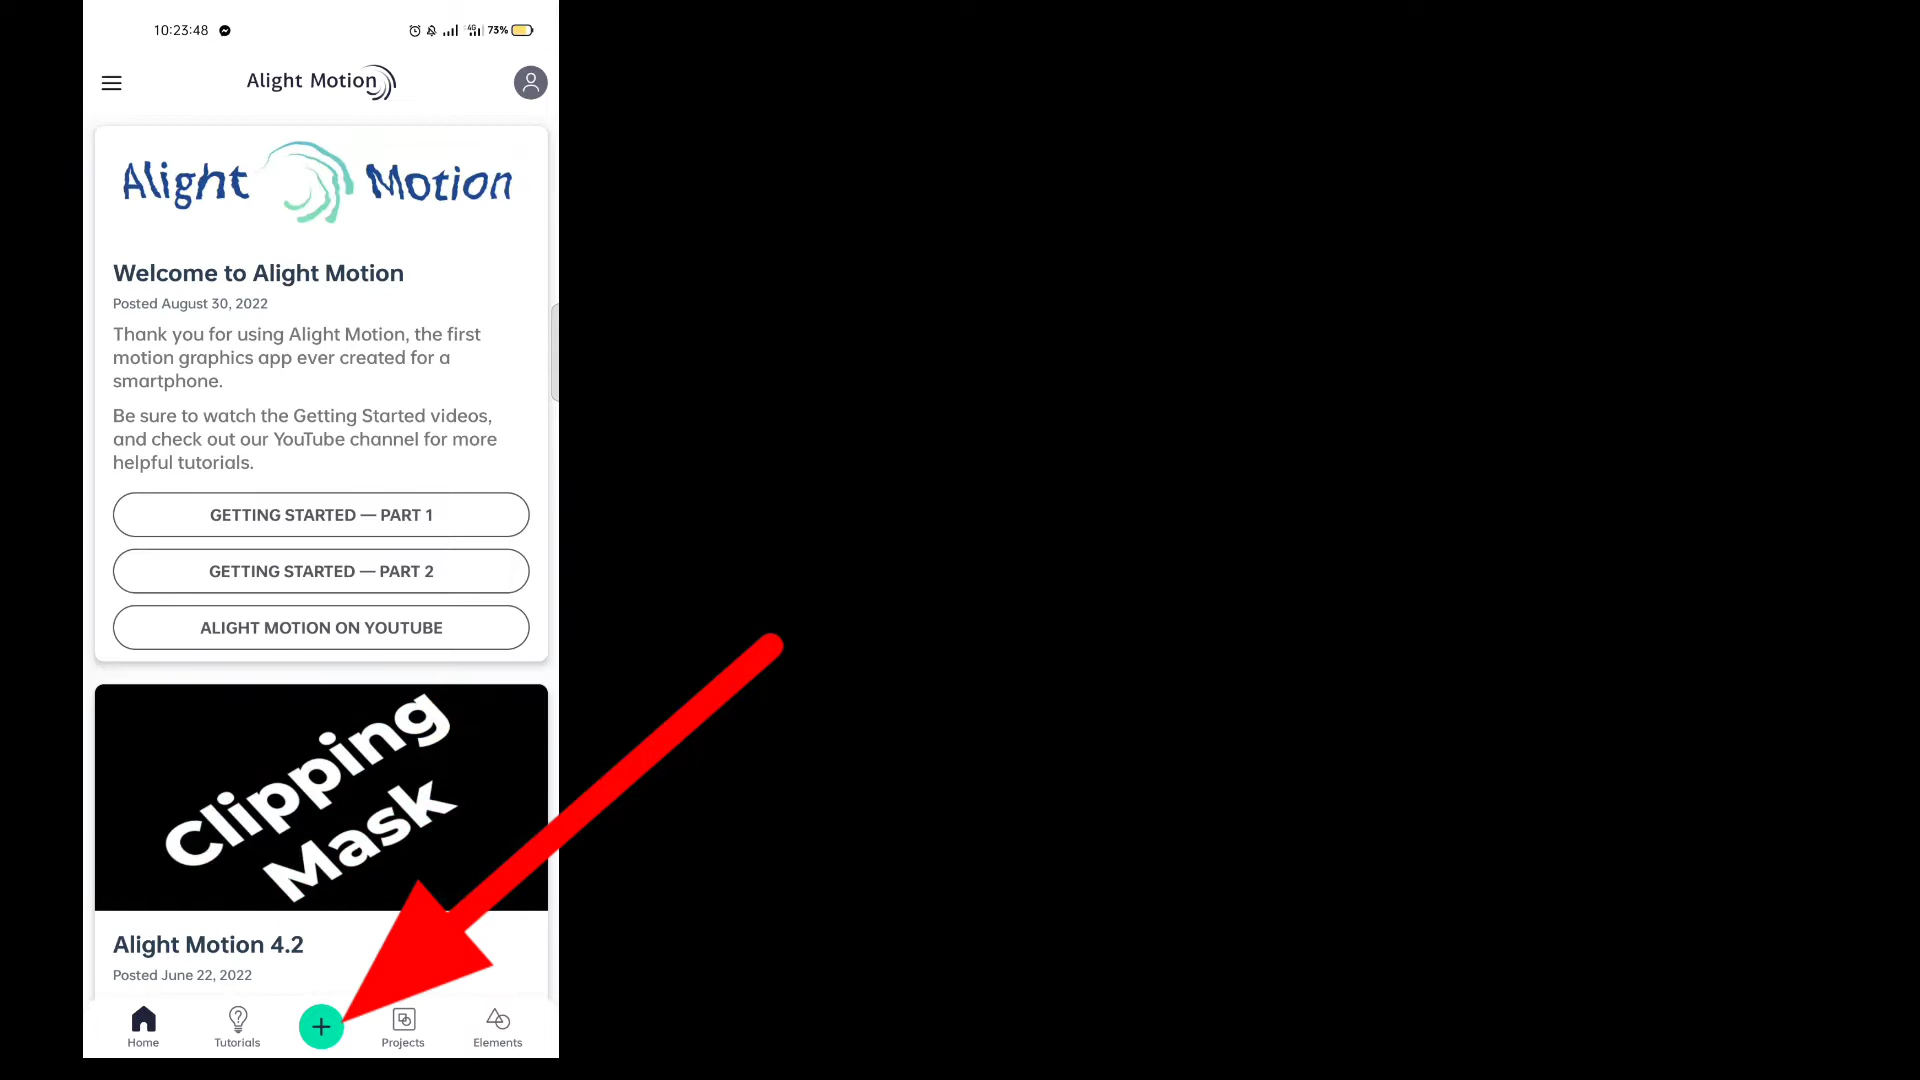 10:23:48
4G 73%
Alight Motion
Alight Motion
Welcome to Alight Motion
Posted August 30, 2022
Thank you for using Alight Motion, the first
motion graphics app ever created for a
smartphone.
Be sure to watch the Getting Started videos,
and check out our YouTube channel for more
helpful tutorials.
GETTING STARTED — PART 1
GETTING STARTED — PART 2
ALIGHT MOTION ON YOUTUBE
Clipping
Mask
Alight Motion 4.2
Posted June 22, 2022
Home
Tutorials
Projects
Elements